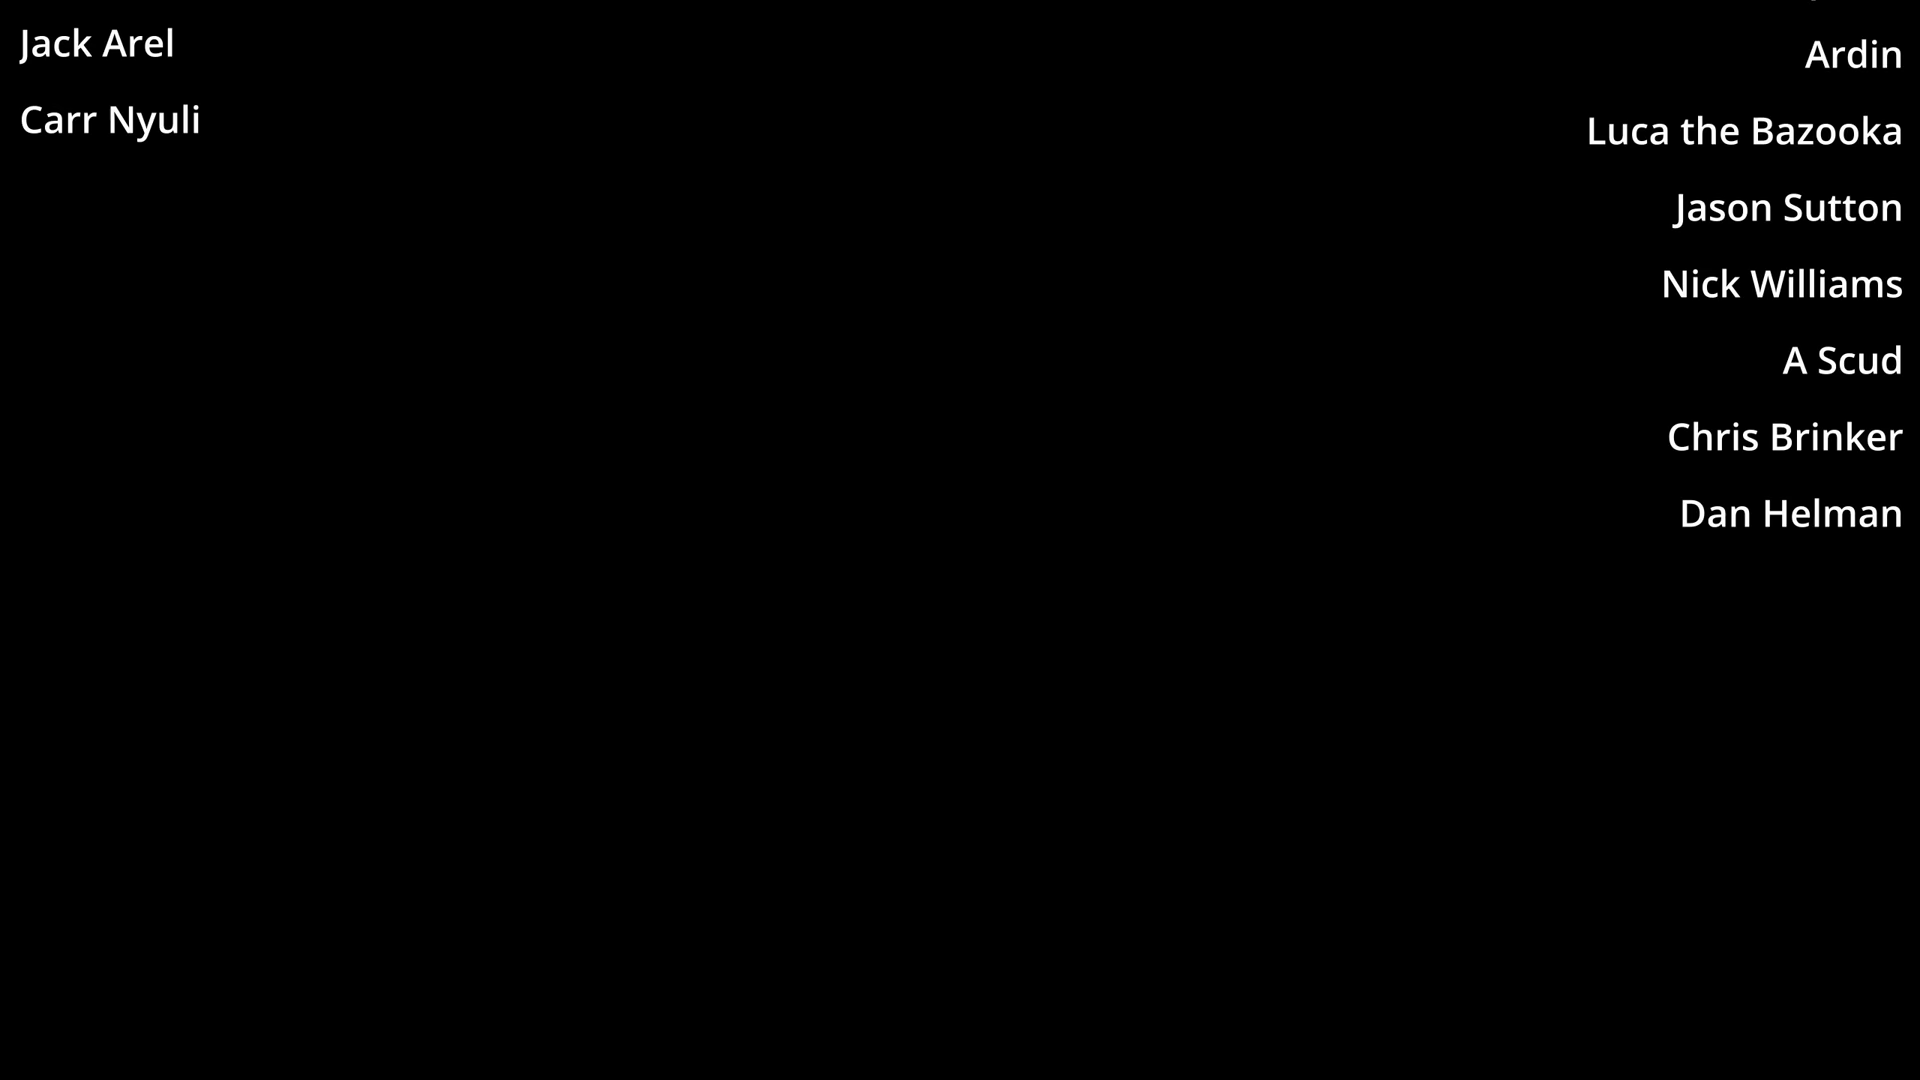 Jack Arel
Carr Nyuli
Ardin
Luca the Bazooka
Jason Sutton
Nick Williams
A Scud
Chris Brinker
Dan Helman